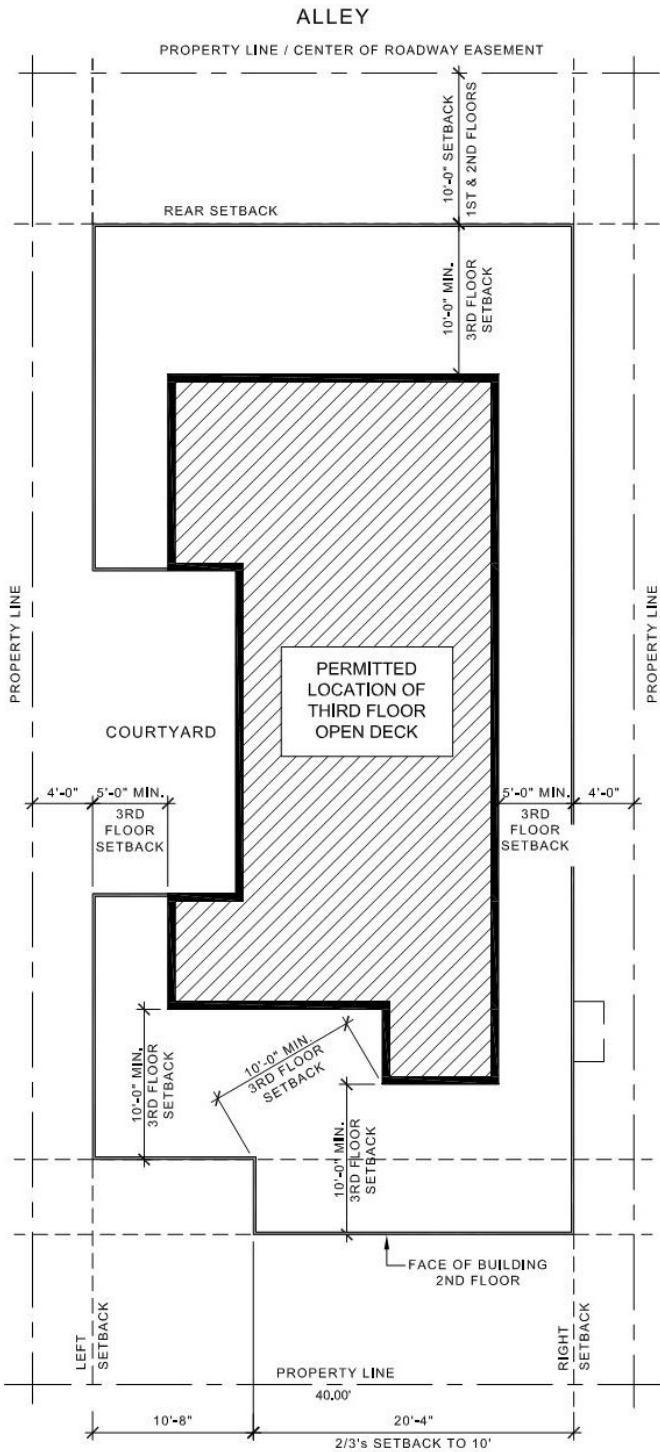 ALLEY
PROPERTY LINE / CENTER OF ROADWAY EASEMENT
10'-0" SETBACK
1ST & 2ND FLOORS
REAR SETBACK
10'-0" MIN.
3RD FLOOR
SETBACK
PROPERTY LINE
PROPERTY LINE
PERMITTED
LOCATION OF
THIRD FLOOR
OPEN DECK
COURTYARD
4'-0"
5'-0" MIN.
3RD
FLOOR
SETBACK
5'-0" MIN.
4'-0"
3RD
FLOOR
SETBACK
10'-0" MIN.
3RD FLOOR
SETBACK
10'-0" MIN.
3RD FLOOR
SETBACK
10'-0" MIN.
3RD FLOOR
SETBACK
FACE OF BUILDING
2ND FLOOR
LEFT
SETBACK
RIGHT
SETBACK
PROPERTY LINE
40.00'
10'-8"
20'-4"
2/3's SETBACK TO 10'